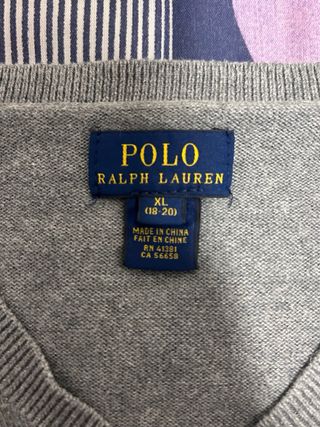 POLO
RALPH LAUREN
XL
(18-20)
MADE IN CHINA
FAIT EN CHINE
RN 41381
CA 56658